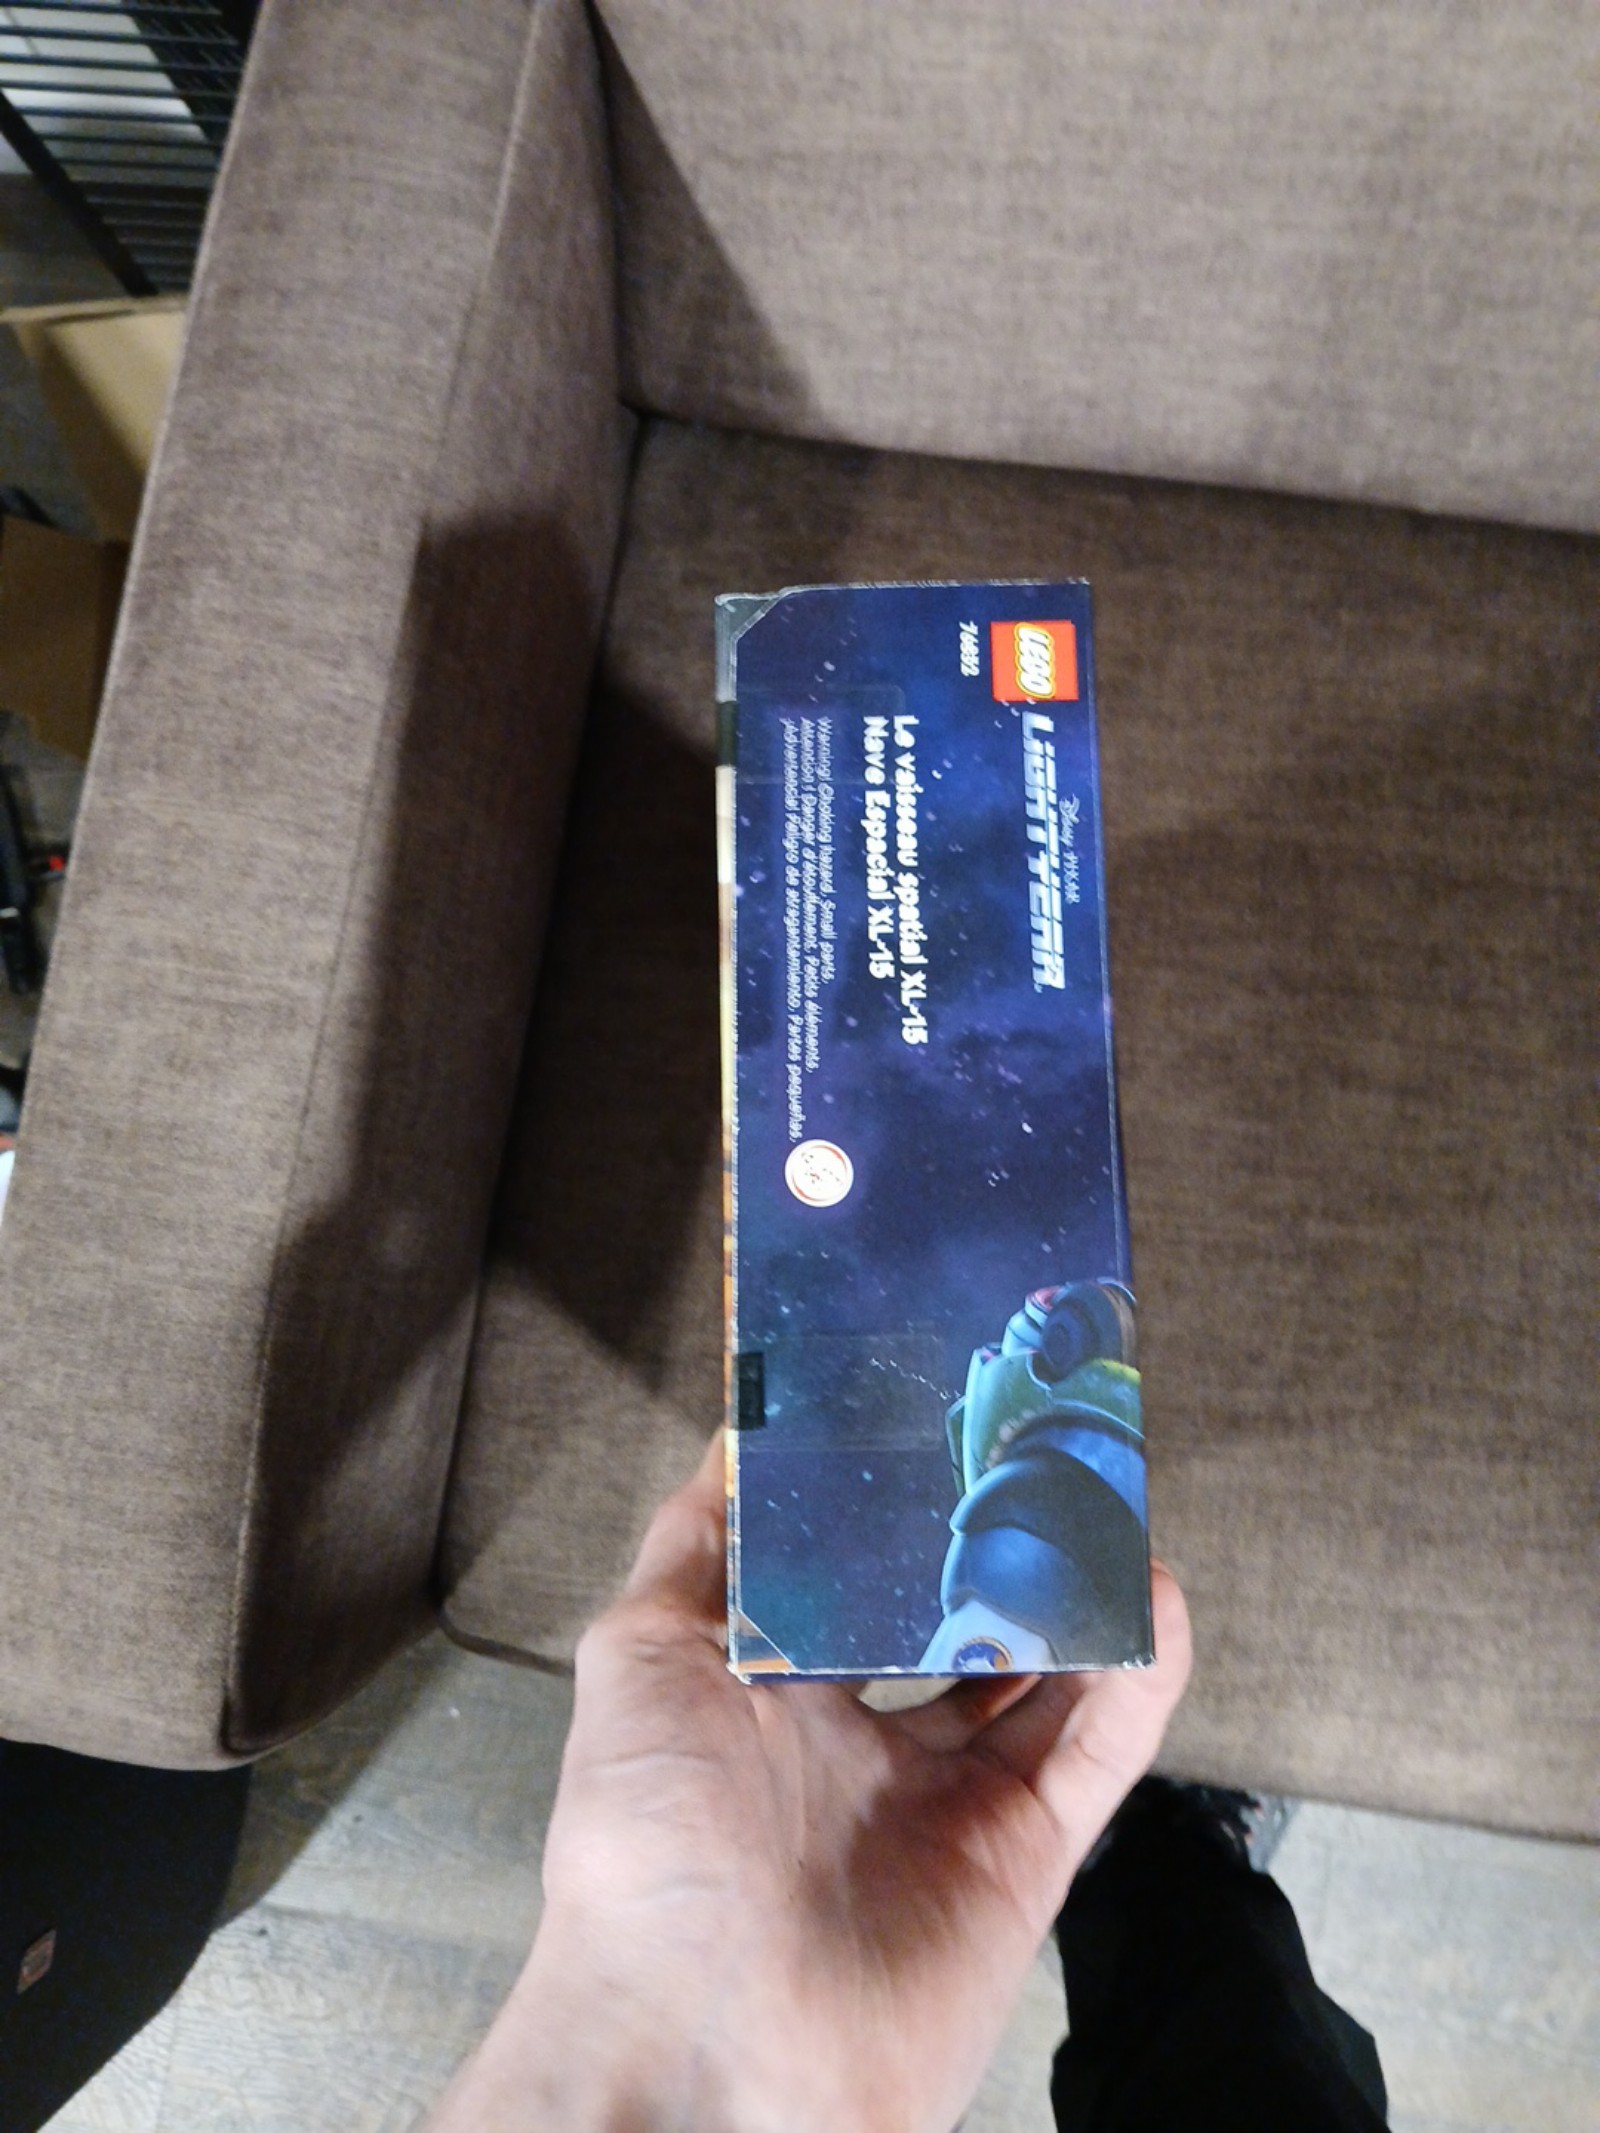 LEGO
Disney PIXAR
LIGHTYEAR
76832
Le vaisseau spatial XL-15
Nave Espacial XL-15
Warning! Choking hazard. Small parts.
Attention ! Danger d'étouffement. Petits éléments.
¡Advertencia! Peligro de atragantamiento. Partes pequeñas.